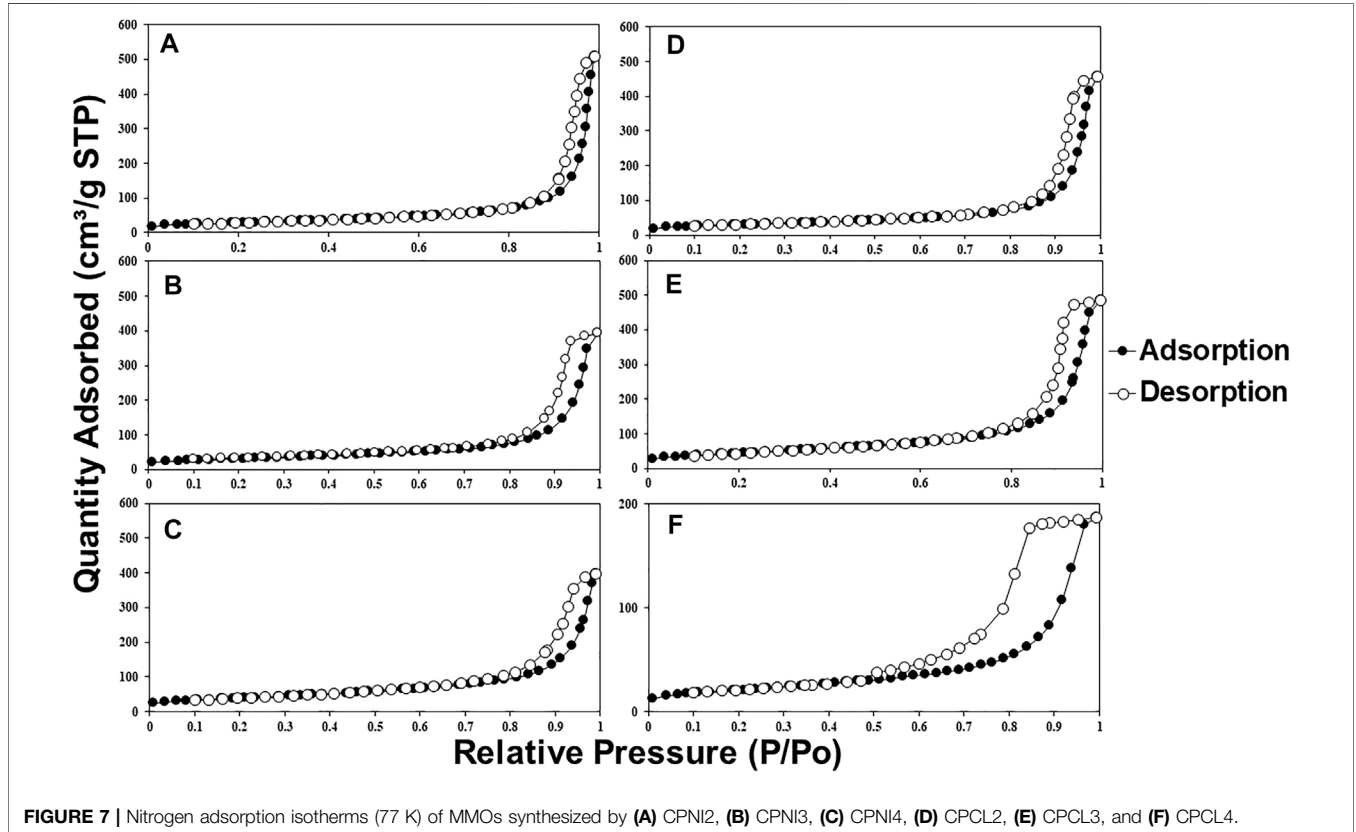 Quantity Adsorbed (cm³/g STP)
A
600
500
400
300
200
100
0
0 0.2 0.4 0.6 0.8 1
B
600
500
400
300
200
100
0
0 0.1 0.2 0.3 0.4 0.5 0.6 0.7 0.8 0.9 1
C
600
500
400
300
200
100
0
0 0.1 0.2 0.3 0.4 0.5 0.6 0.7 0.8 0.9 1
D
600
500
400
300
200
100
0
0 0.1 0.2 0.3 0.4 0.5 0.6 0.7 0.8 0.9 1
E
600
500
400
300
200
100
0
0 0.2 0.4 0.6 0.8 1
F
200
100
0
0 0.1 0.2 0.3 0.4 0.5 0.6 0.7 0.8 0.9 1
Adsorption
Desorption
Relative Pressure (P/Po)
FIGURE 7 | Nitrogen adsorption isotherms (77 K) of MMOs synthesized by (A) CPNI2, (B) CPNI3, (C) CPNI4, (D) CPCL2, (E) CPCL3, and (F) CPCL4.